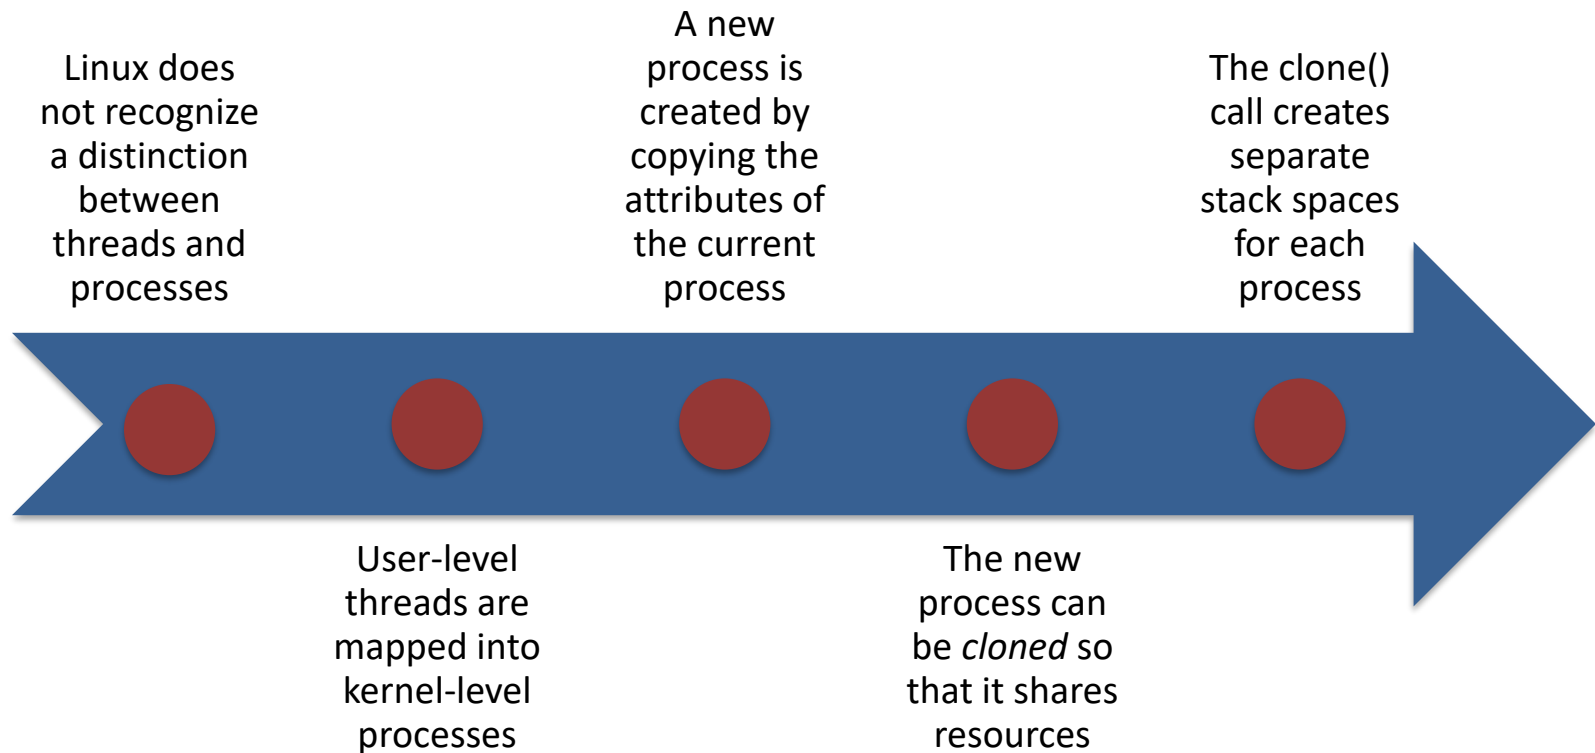 Linux does
not recognize
a distinction
between
threads and
processes
User-level
threads are
mapped into
kernel-level
processes
A new
process is
created by
copying the
attributes of
the current
process
The new
process can
be cloned so
that it shares
resources
The clone()
call creates
separate
stack spaces
for each
process